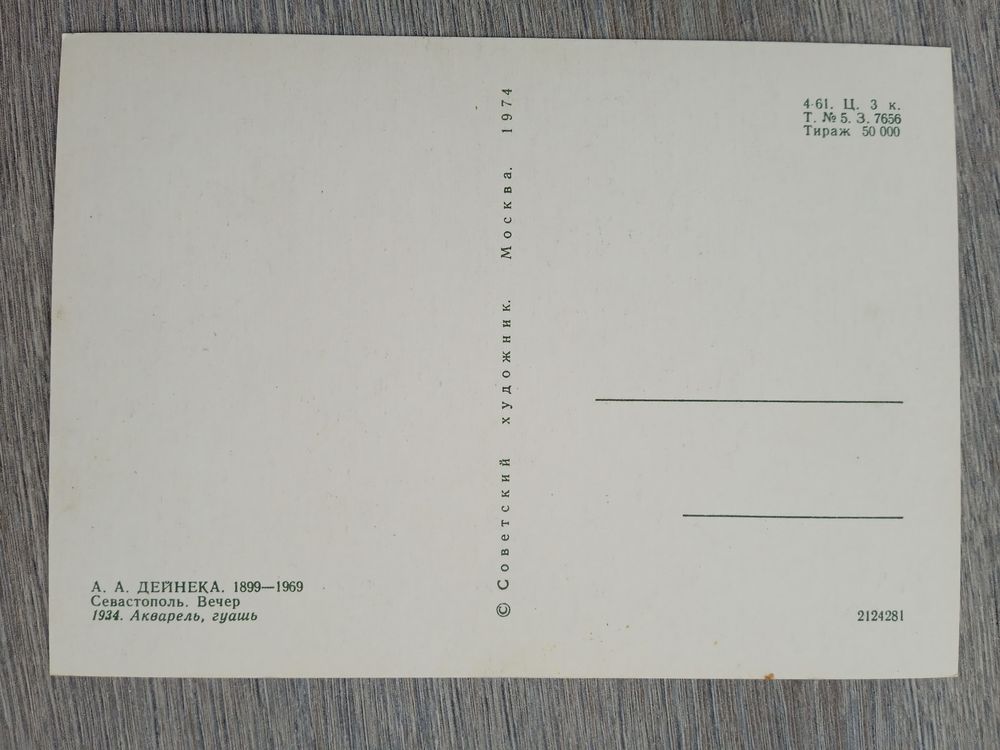 А. А. ДЕЙНЕКА. 1899—1969
Севастополь. Вечер
1934. Акварель, гуашь
© Советский художник. Москва. 1974
4-61. Ц. 3 к.
Т. № 5. З. 7656
Тираж 50 000
2124281